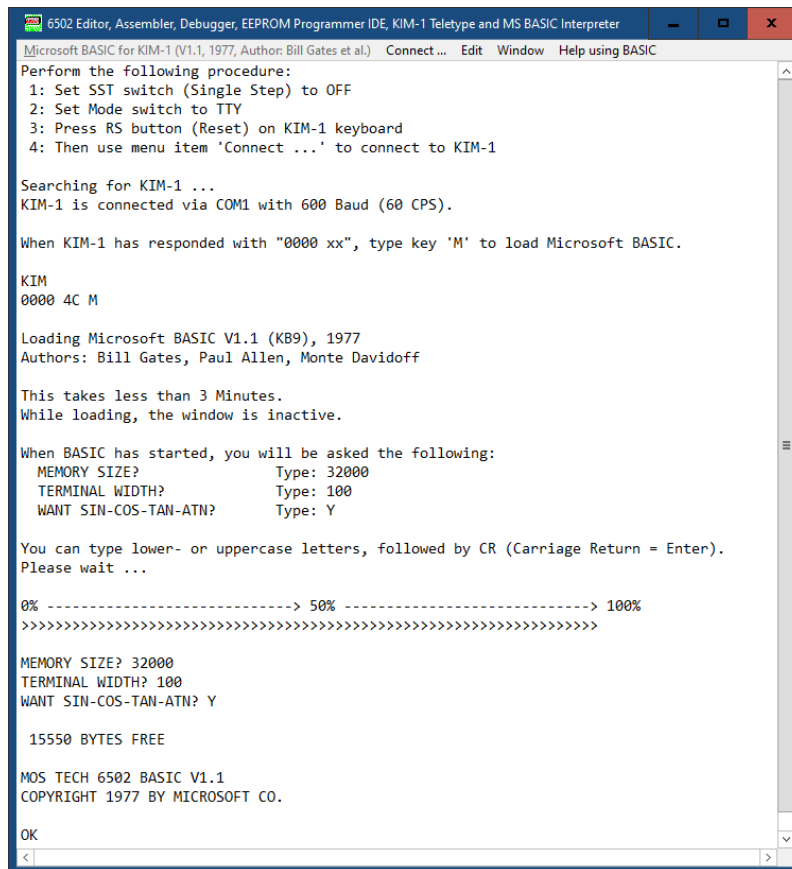 6502 Editor, Assembler, Debugger, EEPROM Programmer IDE, KIM-1 Teletype and MS BASIC Interpreter
Microsoft BASIC for KIM-1 (V1.1, 1977, Author: Bill Gates et al.) Connect ... Edit Window Help using BASIC
Perform the following procedure:
1: Set SST switch (Single Step) to OFF
2: Set Mode switch to TTY
3: Press RS button (Reset) on KIM-1 keyboard
4: Then use menu item 'Connect ...' to connect to KIM-1
Searching for KIM-1 ...
KIM-1 is connected via COM1 with 600 Baud (60 CPS).
When KIM-1 has responded with "0000 xx", type key 'M' to load Microsoft BASIC.
KIM
0000 4C M
Loading Microsoft BASIC V1.1 (KB9), 1977
Authors: Bill Gates, Paul Allen, Monte Davidoff
This takes less than 3 Minutes.
While loading, the window is inactive.
When BASIC has started, you will be asked the following:
MEMORY SIZE? Type: 32000
TERMINAL WIDTH? Type: 100
WANT SIN-COS-TAN-ATN? Type: Y
You can type lower- or uppercase letters, followed by CR (Carriage Return = Enter).
Please wait ...
0% -----------------------------> 50% -----------------------------> 100%
>>>>>>>>>>>>>>>>>>>>>>>>>>>>>>>>>>>>>>>>>>>>>>>>>>>>>>>>>>>>>>>>>>>>
MEMORY SIZE? 32000
TERMINAL WIDTH? 100
WANT SIN-COS-TAN-ATN? Y
15550 BYTES FREE
MOS TECH 6502 BASIC V1.1
COPYRIGHT 1977 BY MICROSOFT CO.
OK